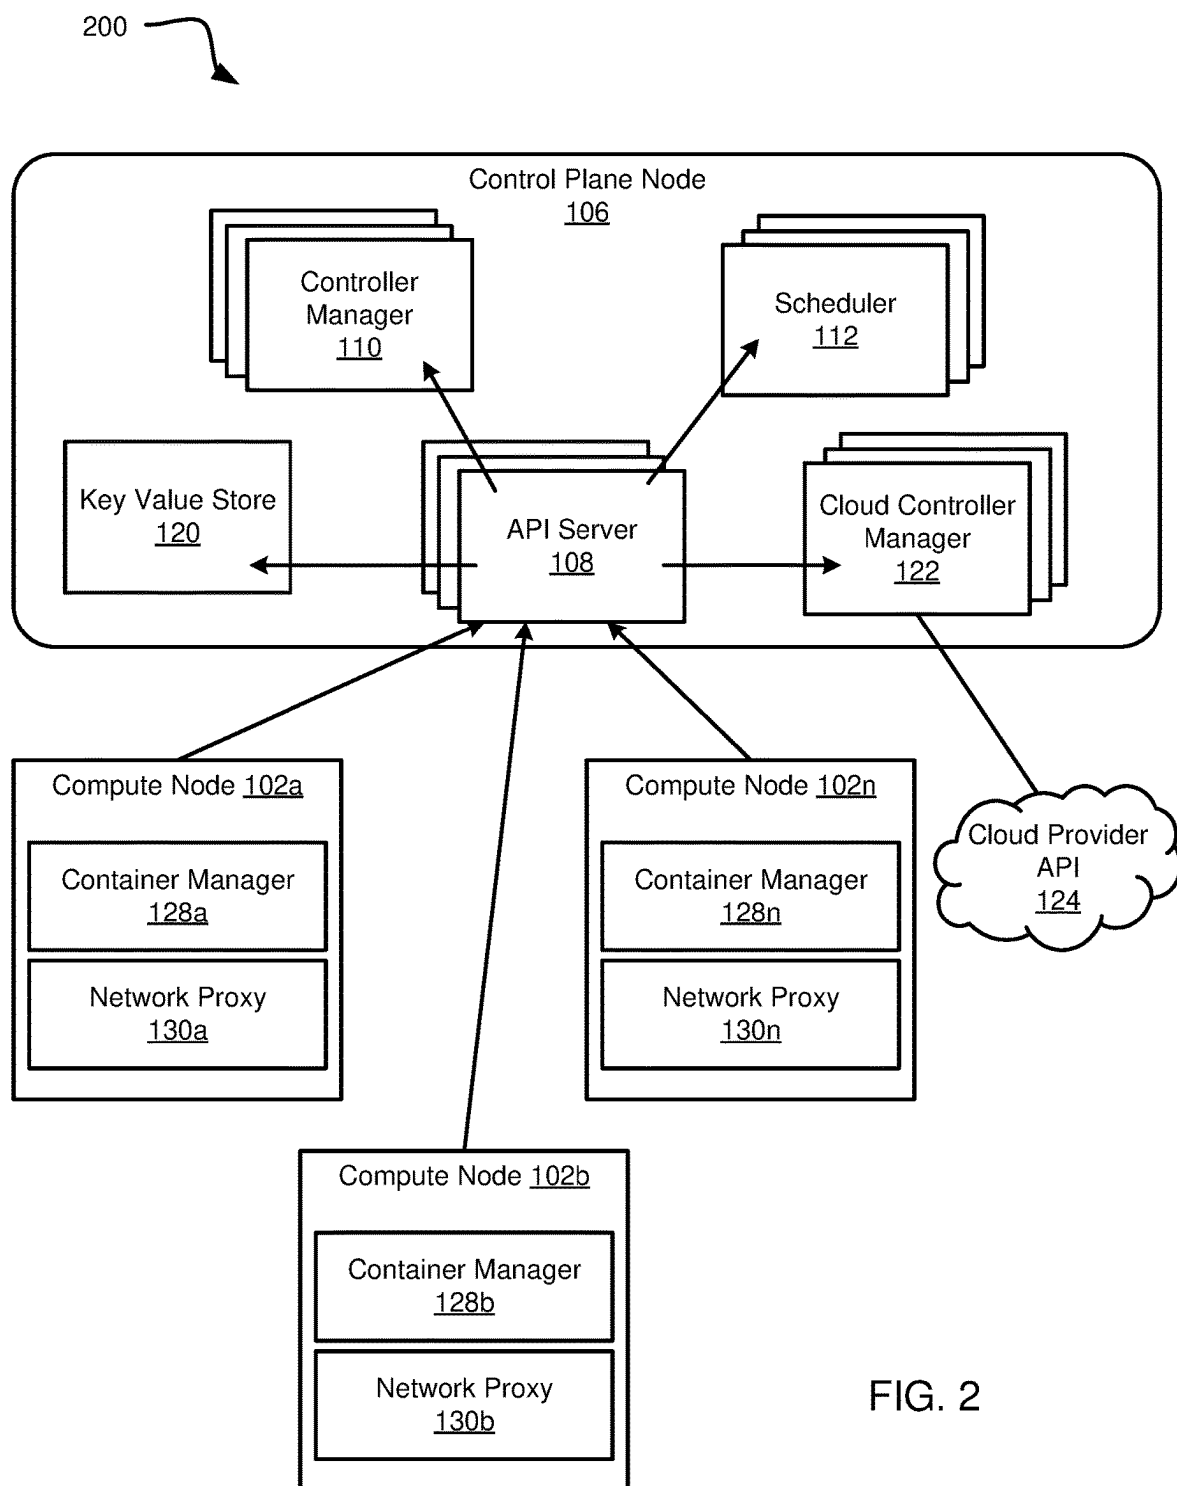 200
Control Plane Node
106
Controller
Manager
110
Scheduler
112
Key Value Store
120
API Server
108
Cloud Controller
Manager
122
Compute Node 102a
Container Manager
128a
Network Proxy
130a
Compute Node 102n
Container Manager
128n
Network Proxy
130n
Cloud Provider
API
124
Compute Node 102b
Container Manager
128b
Network Proxy
130b
FIG. 2